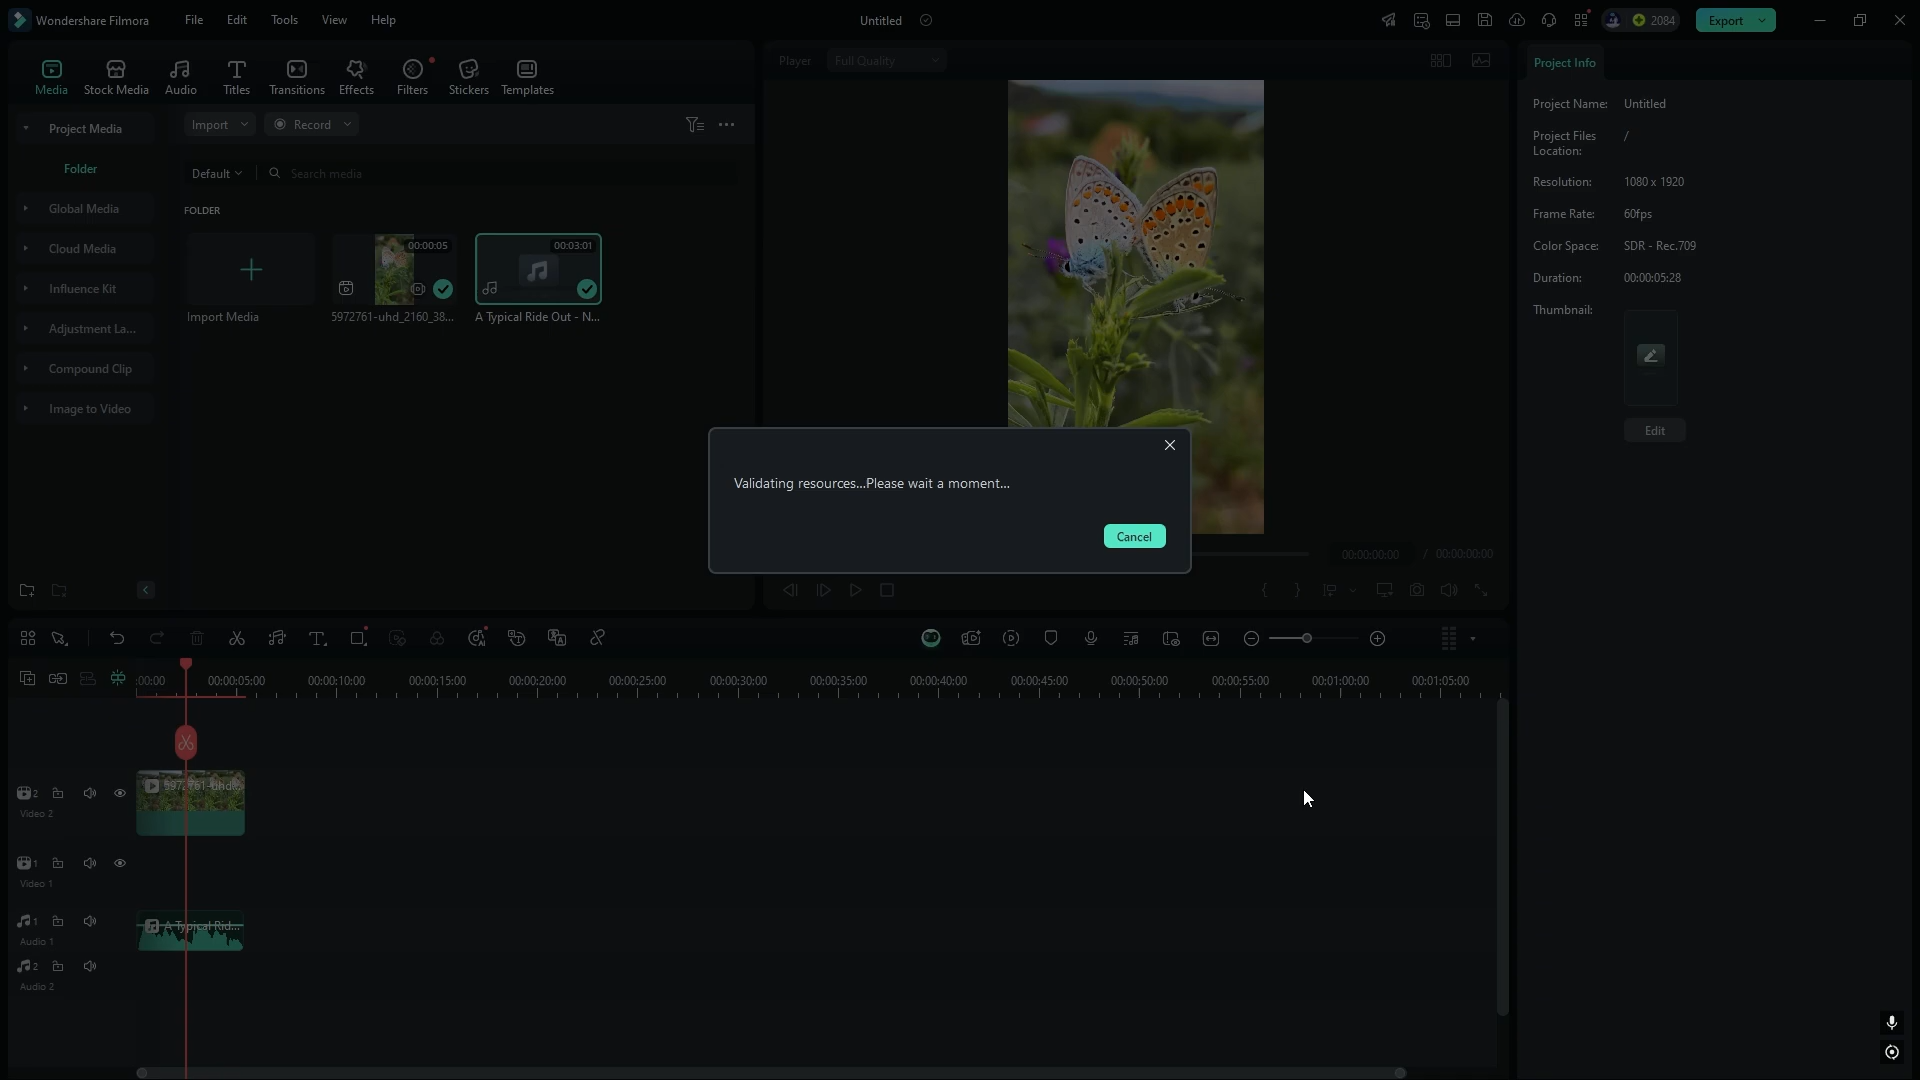 Wondershare Filmora
File
Edit
Tools
View
Help
Untitled
2084
Export
Media
Stock Media
Audio
Titles
Transitions
Effects
Filters
Stickers
Templates
Player
Full Quality
Project Info
Project Media
Import
Record
Folder
Default
Search media
FOLDER
Global Media
Cloud Media
Influence Kit
Adjustment La...
Compound Clip
Image to Video
00:00:05
00:03:01
Import Media
5972761-uhd_2160_38...
A Typical Ride Out - N...
Project Name: Untitled
Project Files Location: /
Resolution: 1080 x 1920
Frame Rate: 60fps
Color Space: SDR - Rec.709
Duration: 00:00:05:28
Thumbnail:
Edit
Validating resources...Please wait a moment...
Cancel
00:00:00:00 / 00:00:00:00
:00:00
00:00:05:00
00:00:10:00
00:00:15:00
00:00:20:00
00:00:25:00
00:00:30:00
00:00:35:00
00:00:40:00
00:00:45:00
00:00:50:00
00:00:55:00
00:01:00:00
00:01:05:00
2
Video 2
5972761-uhd...
1
Video 1
1
Audio 1
A Typical Rid...
2
Audio 2